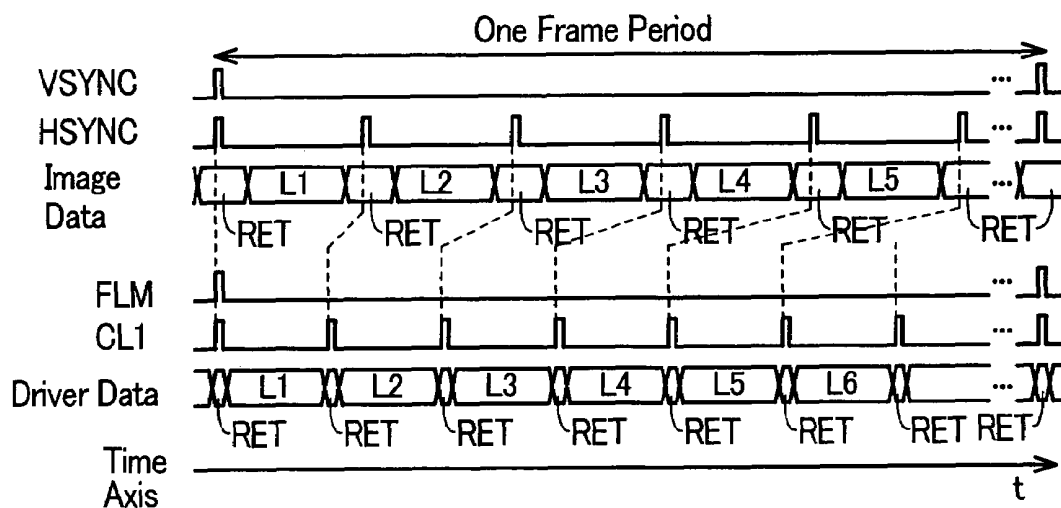 One Frame Period
VSYNC
...
HSYNC
...
Image Data
L1 L2 L3 L4 L5 ...
RET RET RET RET RET RET
FLM
...
CL1
...
Driver Data
L1 L2 L3 L4 L5 L6 ...
RET RET RET RET RET RET RET RET
Time Axis
t